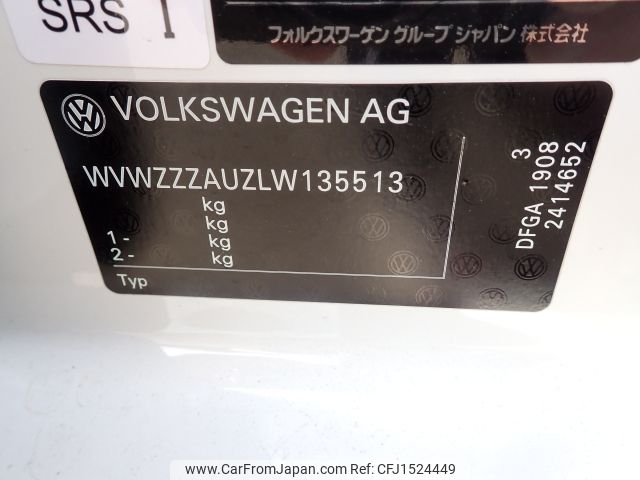 SRS I
フォルクスワーゲン グループ ジャパン 株式会社
VOLKSWAGEN AG
WVWZZZAUZLW135513
kg
kg
1 - kg
2 - kg
Typ
3
DFGA 1908
2414652
www.CarFromJapan.com - CFJ1524449